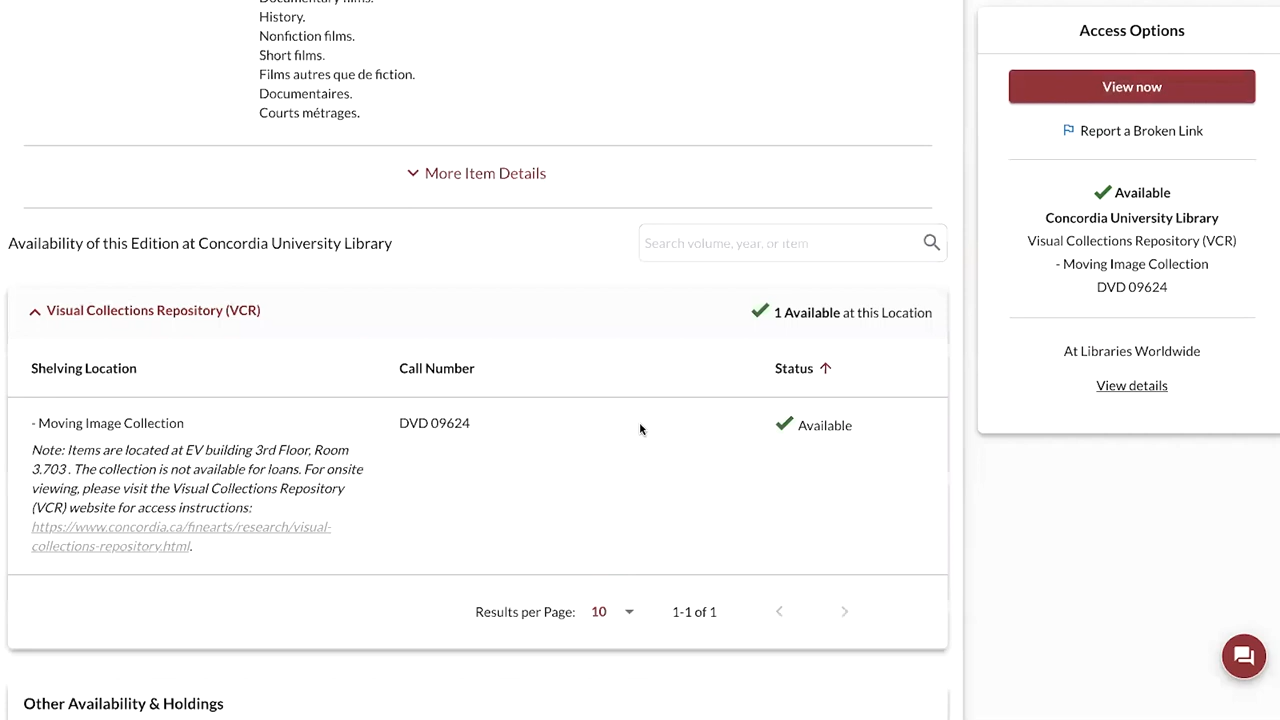 History.
Nonfiction films.
Short films.
Films autres que de fiction.
Documentaires.
Courts métrages.
More Item Details
Availability of this Edition at Concordia University Library
Search volume, year, or item
Visual Collections Repository (VCR)
1 Available at this Location
Shelving Location
Call Number
Status
- Moving Image Collection
DVD 09624
Available
Note: Items are located at EV building 3rd Floor, Room
3.703 . The collection is not available for loans. For onsite
viewing, please visit the Visual Collections Repository
(VCR) website for access instructions:
https://www.concordia.ca/finearts/research/visual-
collections-repository.html.
Results per Page: 10
1-1 of 1
Other Availability & Holdings
Access Options
View now
Report a Broken Link
Available
Concordia University Library
Visual Collections Repository (VCR)
- Moving Image Collection
DVD 09624
At Libraries Worldwide
View details